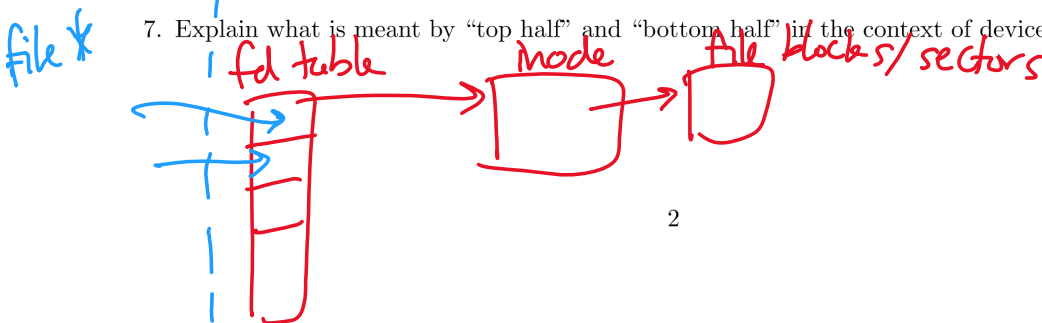 7. Explain what is meant by “top half” and “bottom half” in the context of device
file *
fd table
inode
file blocks/sectors
2